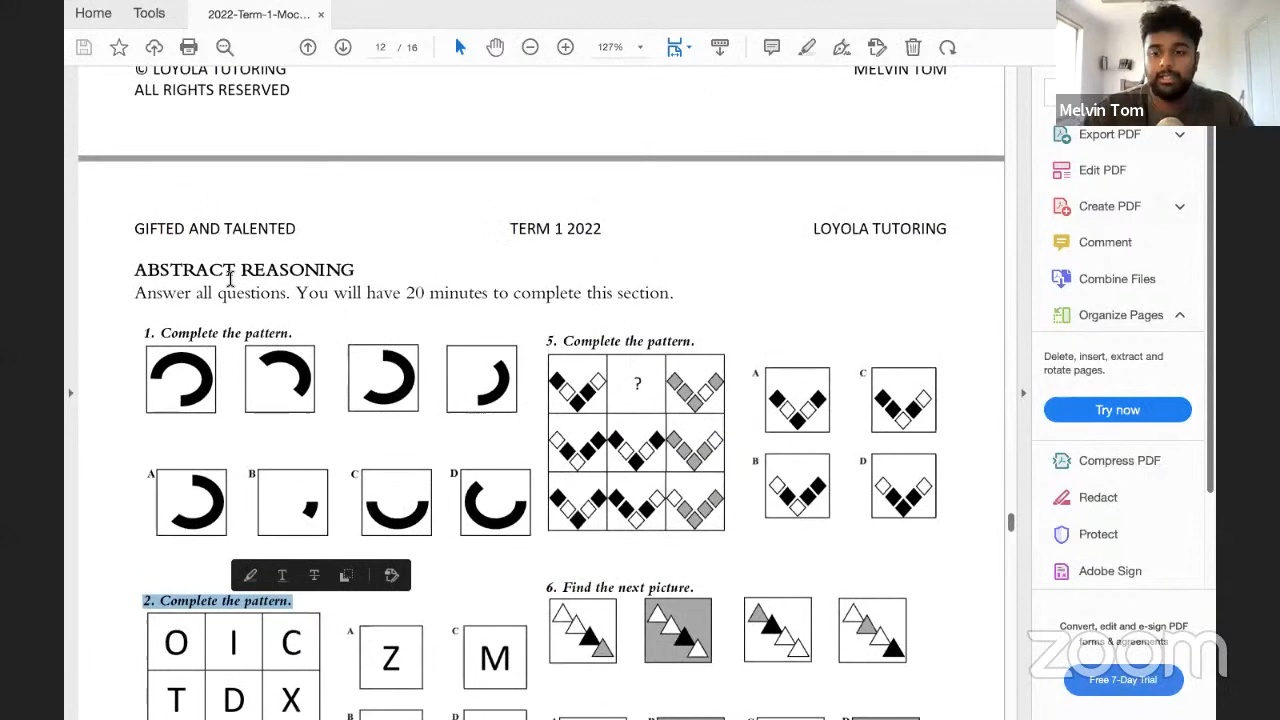 Home Tools 2022-Term-1-Moc... ×
12 / 16 127%
Melvin Tom
© LOYOLA TUTORING MELVIN TOM
ALL RIGHTS RESERVED
GIFTED AND TALENTED TERM 1 2022 LOYOLA TUTORING
ABSTRACT REASONING
Answer all questions. You will have 20 minutes to complete this section.
1. Complete the pattern.
A B C D
2. Complete the pattern.
O I C
T D X
A Z C M
B D
5. Complete the pattern.
?
A C
B D
6. Find the next picture.
Export PDF
Edit PDF
Create PDF
Comment
Combine Files
Organize Pages
Delete, insert, extract and
rotate pages.
Try now
Compress PDF
Redact
Protect
Adobe Sign
Convert, edit and e-sign PDF
forms & agreements
Free 7-Day Trial
zoom